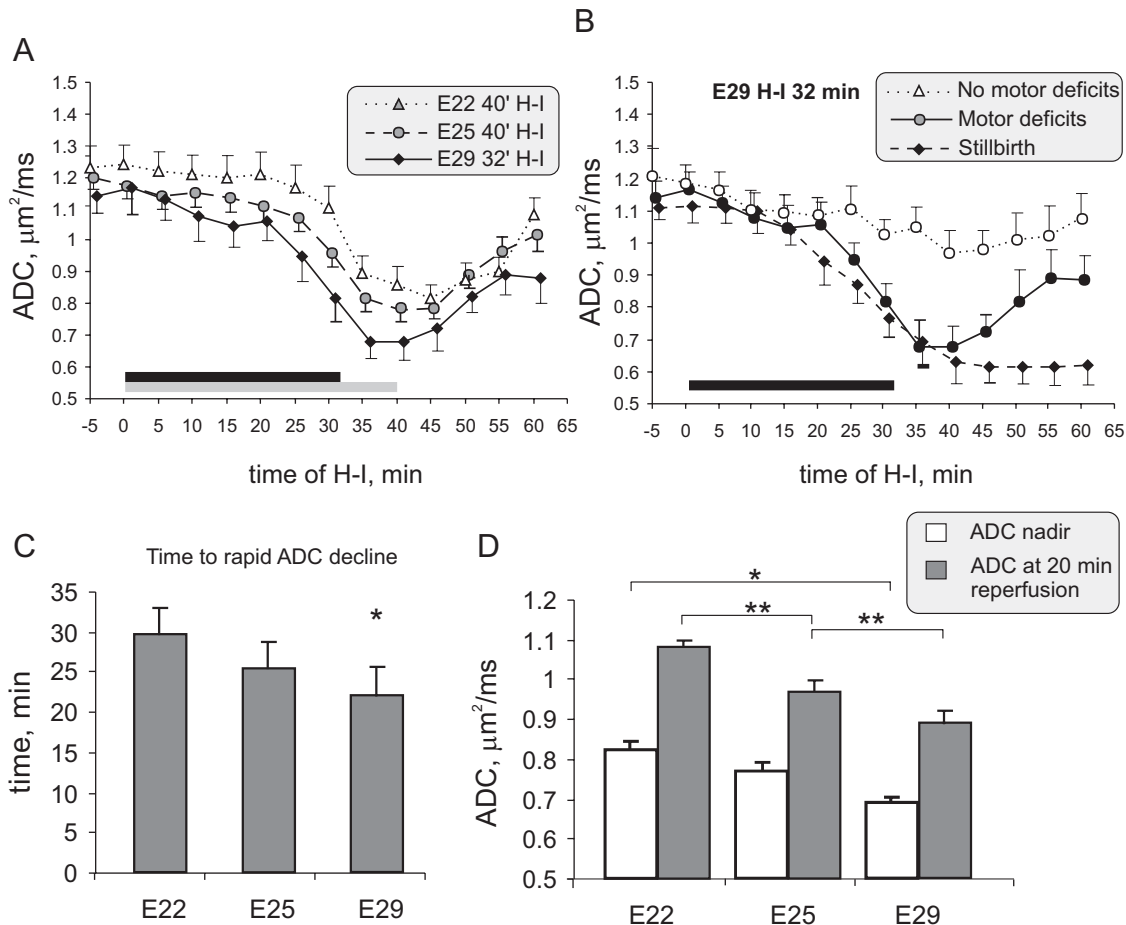 A
ADC, μm²/ms
1.5
1.4
1.3
1.2
1.1
1.0
0.9
0.8
0.7
0.6
0.5
E22 40' H-I
E25 40' H-I
E29 32' H-I
-5 0 5 10 15 20 25 30 35 40 45 50 55 60 65
time of H-I, min
B
ADC, μm²/ms
1.5
1.4
1.3
1.2
1.1
1.0
0.9
0.8
0.7
0.6
0.5
E29 H-I 32 min
No motor deficits
Motor deficits
Stillbirth
-5 0 5 10 15 20 25 30 35 40 45 50 55 60 65
time of H-I, min
C
Time to rapid ADC decline
time, min
35
30
25
20
15
10
5
0
*
E22 E25 E29
D
ADC nadir
ADC at 20 min
reperfusion
ADC, μm²/ms
1.2
1.1
1
0.9
0.8
0.7
0.6
0.5
*
** **
E22 E25 E29